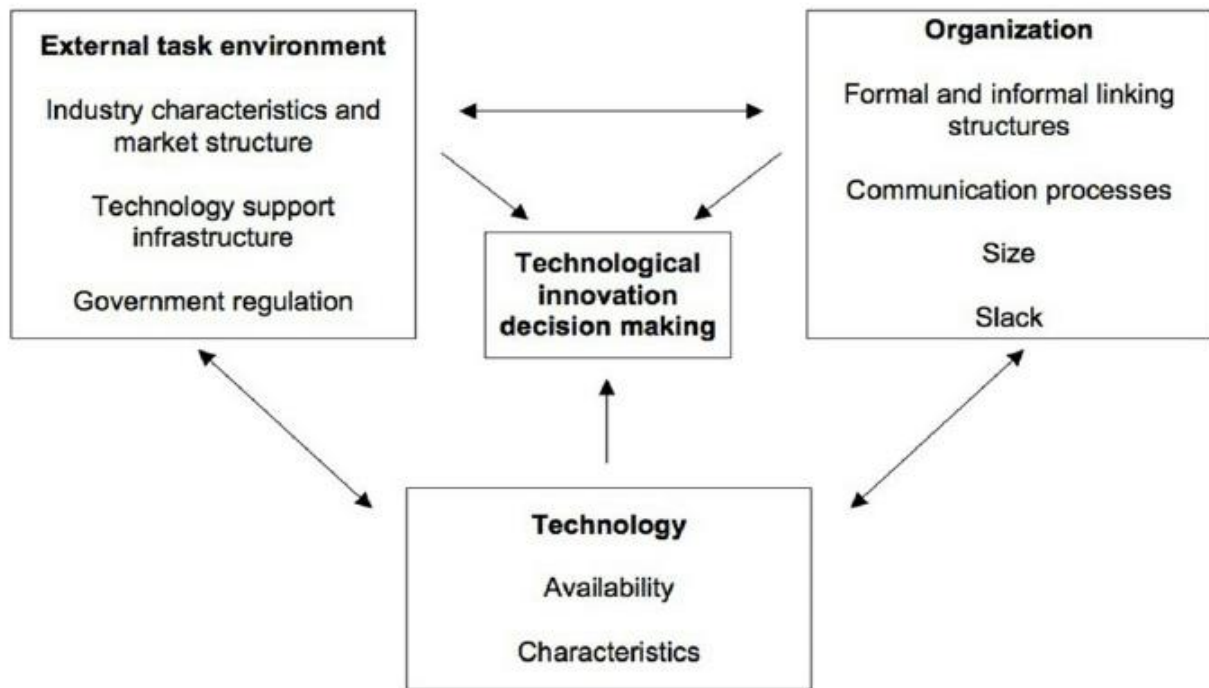 External task environment
Industry characteristics and
market structure
Technology support
infrastructure
Government regulation
Organization
Formal and informal linking
structures
Communication processes
Size
Slack
Technological
innovation
decision making
Technology
Availability
Characteristics